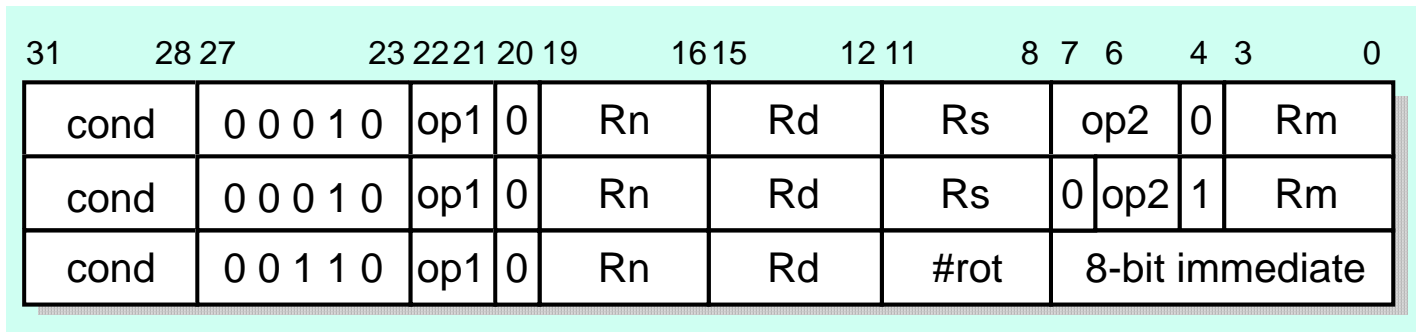 31 28 27 23 22 21 20 19 16 15 12 11 8 7 6 4 3 0
cond 0 0 0 1 0 op1 0 Rn Rd Rs op2 0 Rm
cond 0 0 0 1 0 op1 0 Rn Rd Rs 0 op2 1 Rm
cond 0 0 1 1 0 op1 0 Rn Rd #rot 8-bit immediate